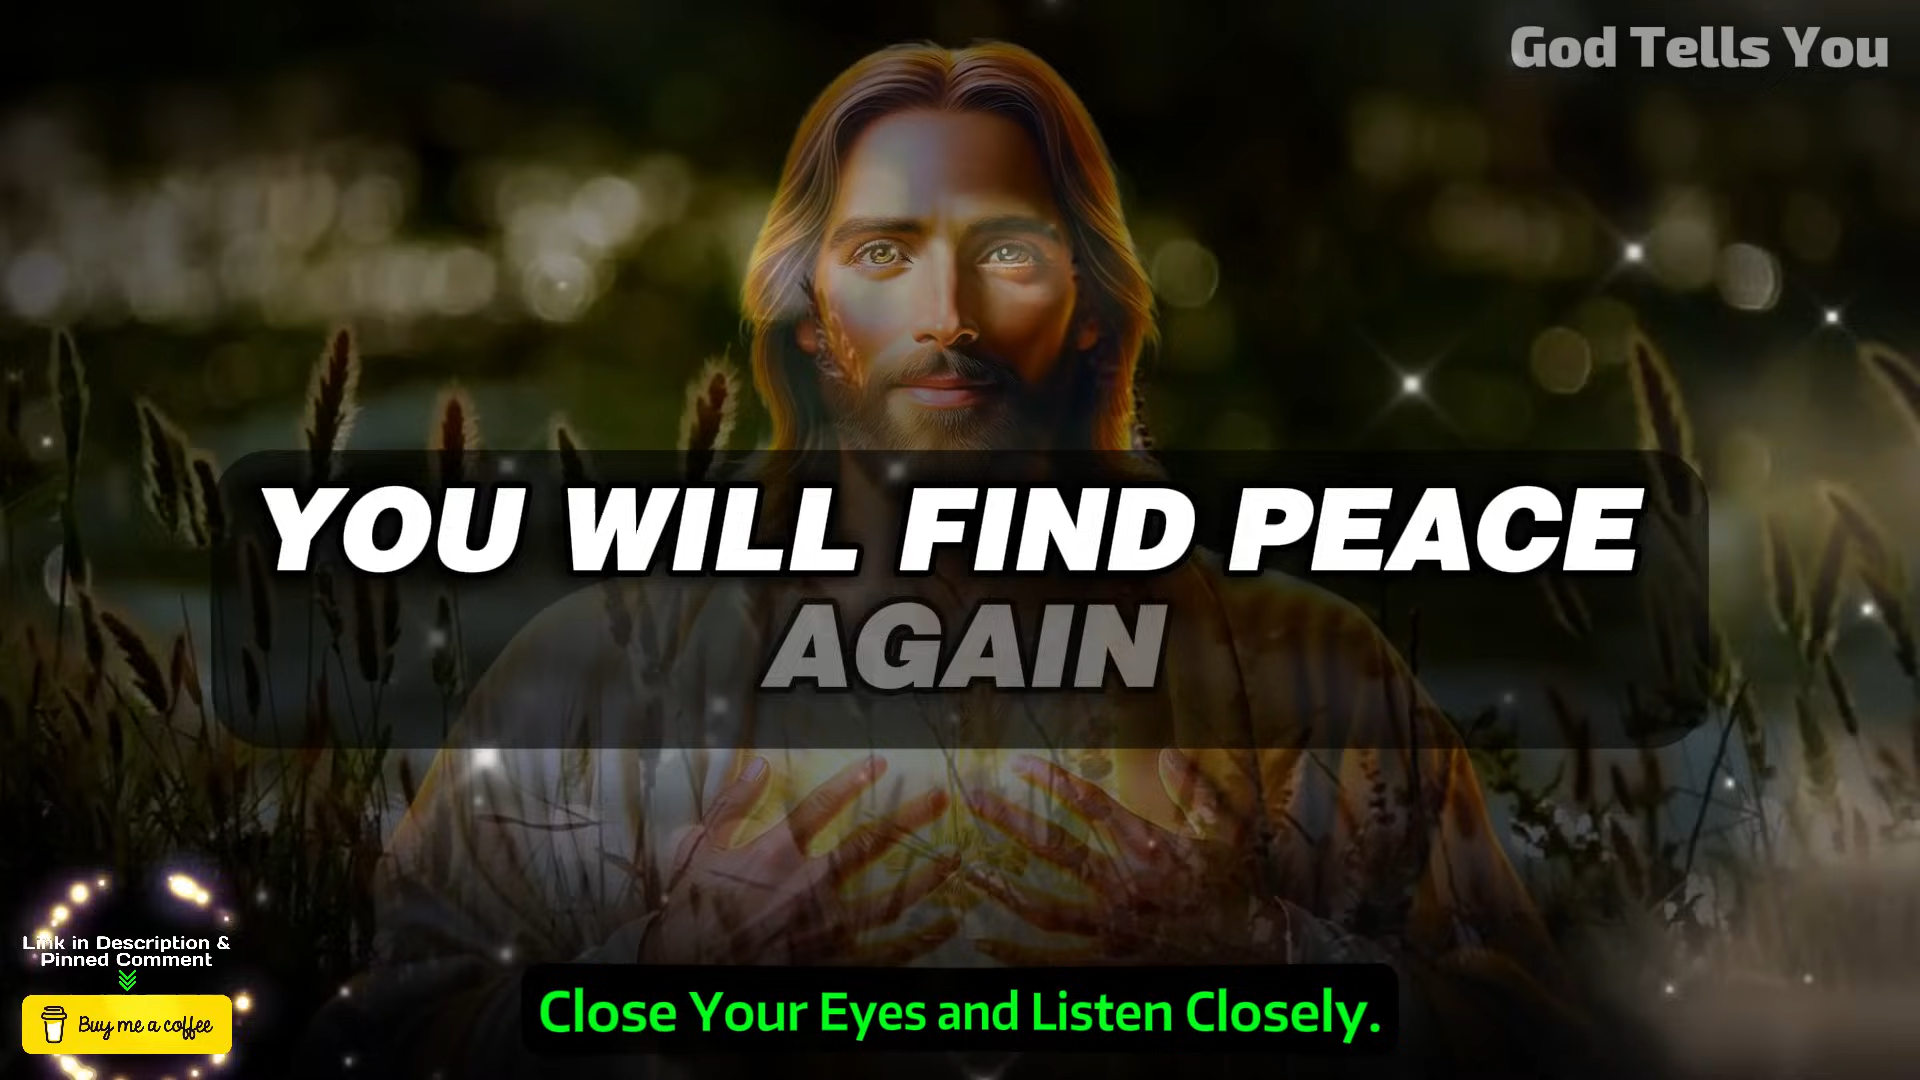 God Tells You
YOU WILL FIND PEACE
AGAIN
Link in Description &
Pinned Comment
Buy me a coffee
Close Your Eyes and Listen Closely.